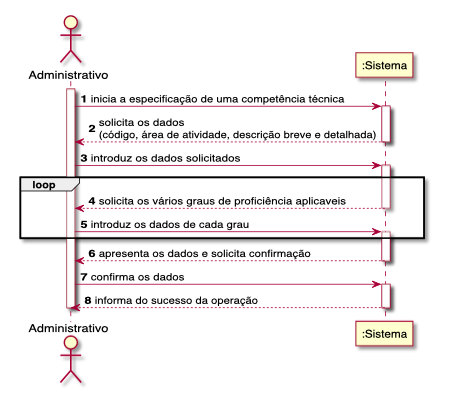 Administrativo
:Sistema
1 inicia a especificação de uma competência técnica
2 solicita os dados
(código, área de atividade, descrição breve e detalhada)
3 introduz os dados solicitados
loop
4 solicita os vários graus de proficiência aplicaveis
5 introduz os dados de cada grau
6 apresenta os dados e solicita confirmação
7 confirma os dados
8 informa do sucesso da operação
Administrativo
:Sistema